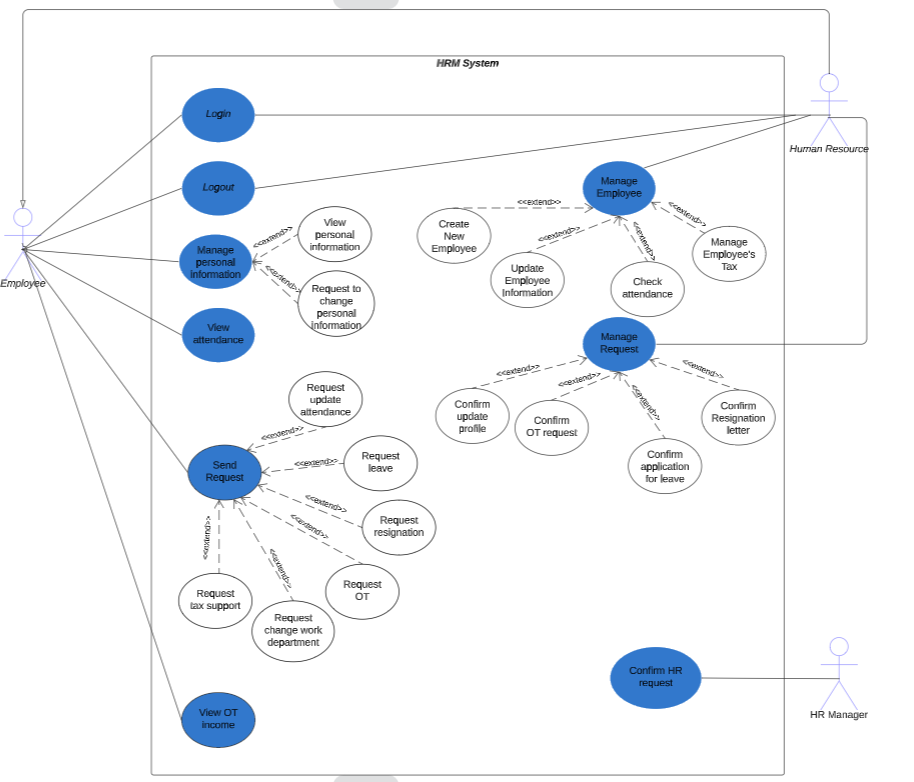 HRM System
Login
Human Resource
Logout
Manage
Employee
<<extend>>
View
personal
information
<<extend>>
<<extend>>
Create
New
Employee
<<extend>>
<<extend>>
Manage
Employee's
Tax
Manage
personal
information
<<extend>>
Update
Employee
Information
Check
attendance
Employee
Request to
change
personal
information
View
attendance
Manage
Request
<<extend>>
<<extend>>
<<extend>>
<<extend>>
Request
update
attendance
Confirm
update
profile
Confirm
OT request
Confirm
Resignation
letter
<<extend>>
Send
Request
<<extend>>
Request
leave
Confirm
application
for leave
<<extend>>
Request
resignation
<<extend>>
<<extend>>
<<extend>>
Request
tax support
Request
OT
Request
change work
department
Confirm HR
request
HR Manager
View OT
income